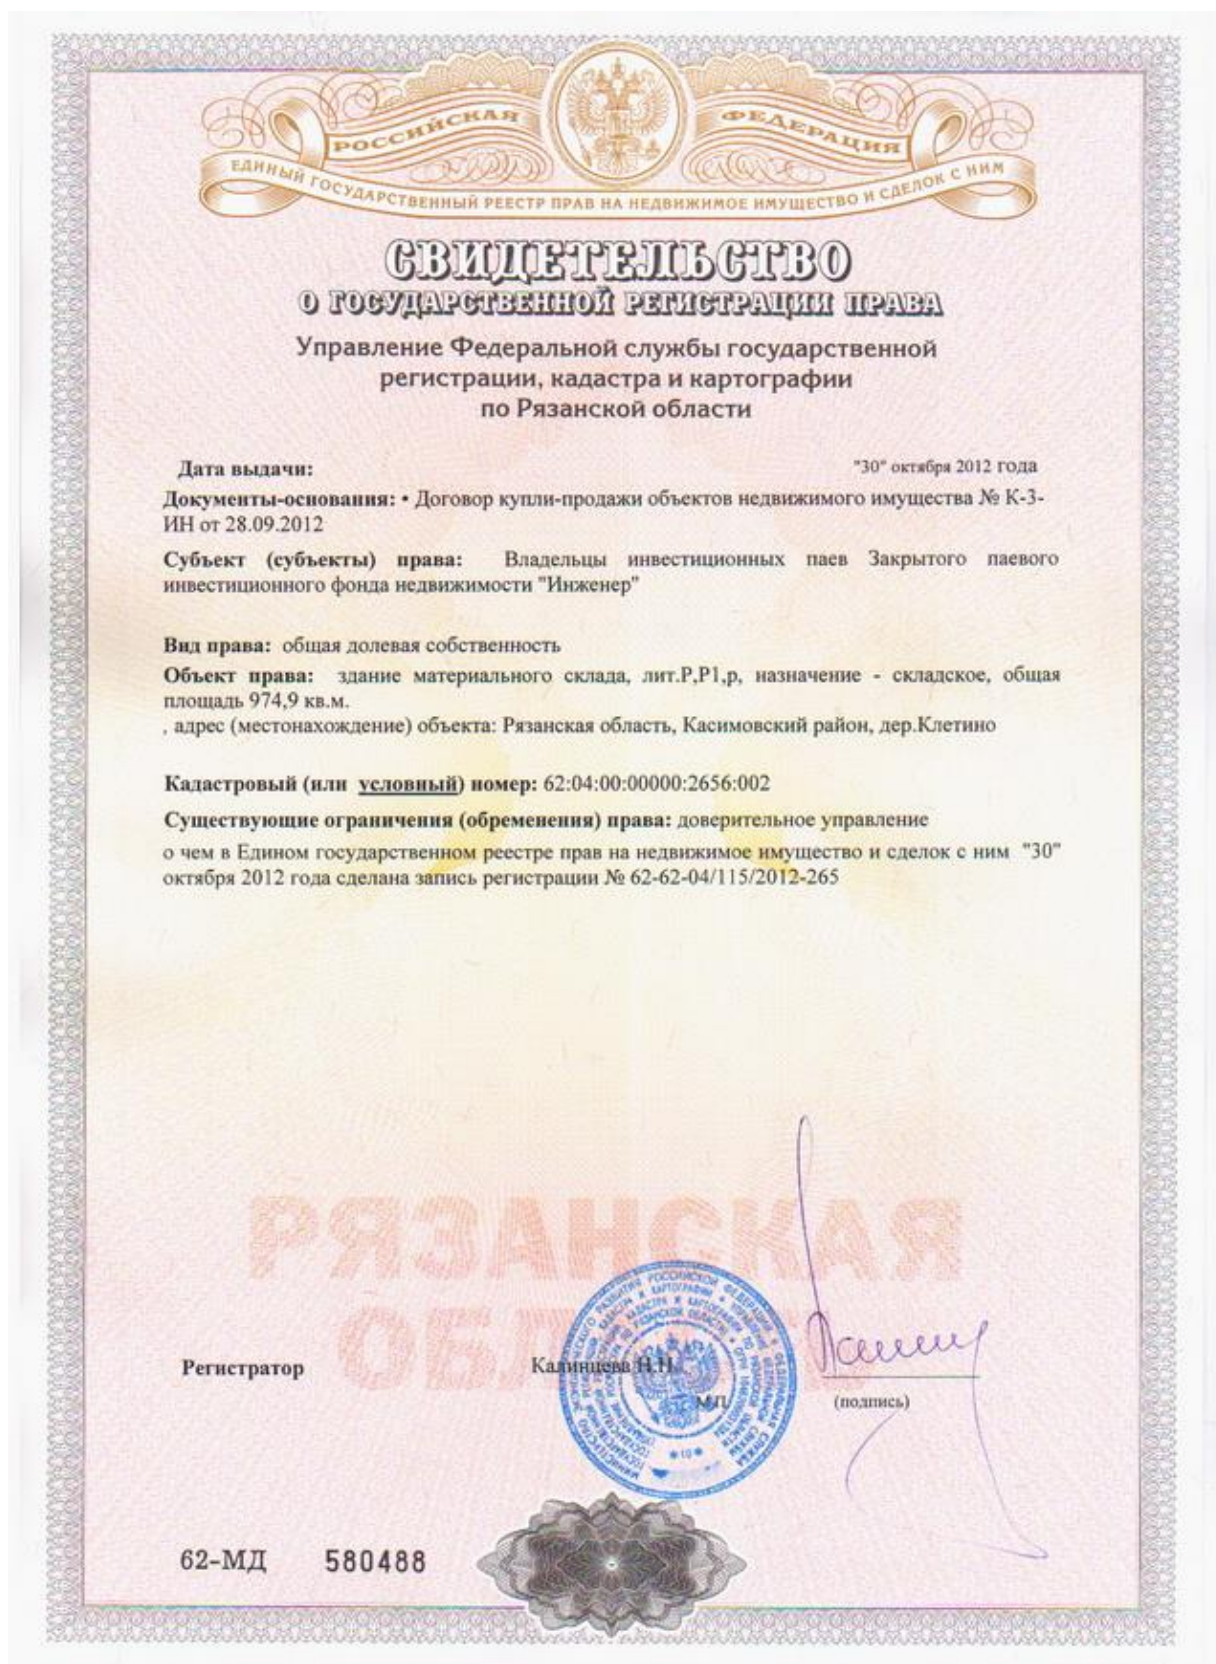 РОССИЙСКАЯ ФЕДЕРАЦИЯ
ЕДИНЫЙ ГОСУДАРСТВЕННЫЙ РЕЕСТР ПРАВ НА НЕДВИЖИМОЕ ИМУЩЕСТВО И СДЕЛОК С НИМ
СВИДЕТЕЛЬСТВО
О ГОСУДАРСТВЕННОЙ РЕГИСТРАЦИИ ПРАВА
Управление Федеральной службы государственной
регистрации, кадастра и картографии
по Рязанской области
Дата выдачи: "30" октября 2012 года
Документы-основания: • Договор купли-продажи объектов недвижимого имущества № К-3-
ИН от 28.09.2012
Субъект (субъекты) права: Владельцы инвестиционных паев Закрытого паевого
инвестиционного фонда недвижимости "Инженер"
Вид права: общая долевая собственность
Объект права: здание материального склада, лит.Р,Р1,р, назначение - складское, общая
площадь 974,9 кв.м.
, адрес (местонахождение) объекта: Рязанская область, Касимовский район, дер.Клетино
Кадастровый (или условный) номер: 62:04:00:00000:2656:002
Существующие ограничения (обременения) права: доверительное управление
о чем в Едином государственном реестре прав на недвижимое имущество и сделок с ним "30"
октября 2012 года сделана запись регистрации № 62-62-04/115/2012-265
РЯЗАНСКАЯ
ОБЛАСТЬ
Регистратор Калинцева Н.Н.
М.П. (подпись)
62-МД 580488